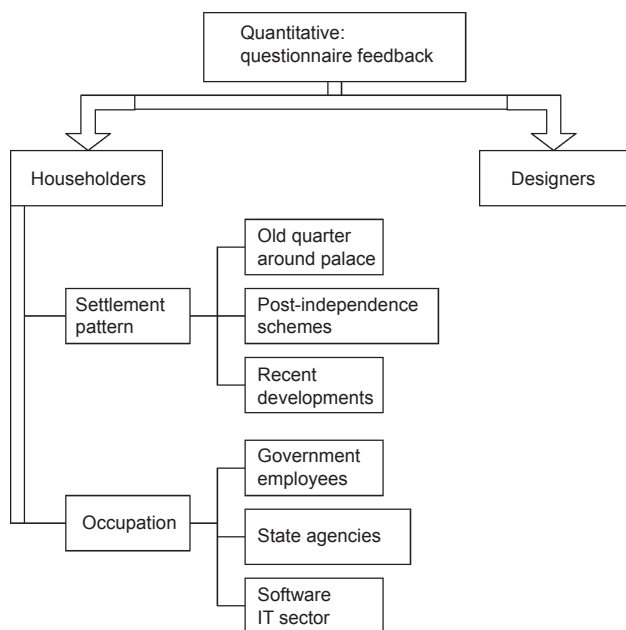 Quantitative:
questionnaire feedback
Householders
Designers
Old quarter
around palace
Settlement
pattern
Post-independence
schemes
Recent
developments
Government
employees
Occupation
State agencies
Software
IT sector